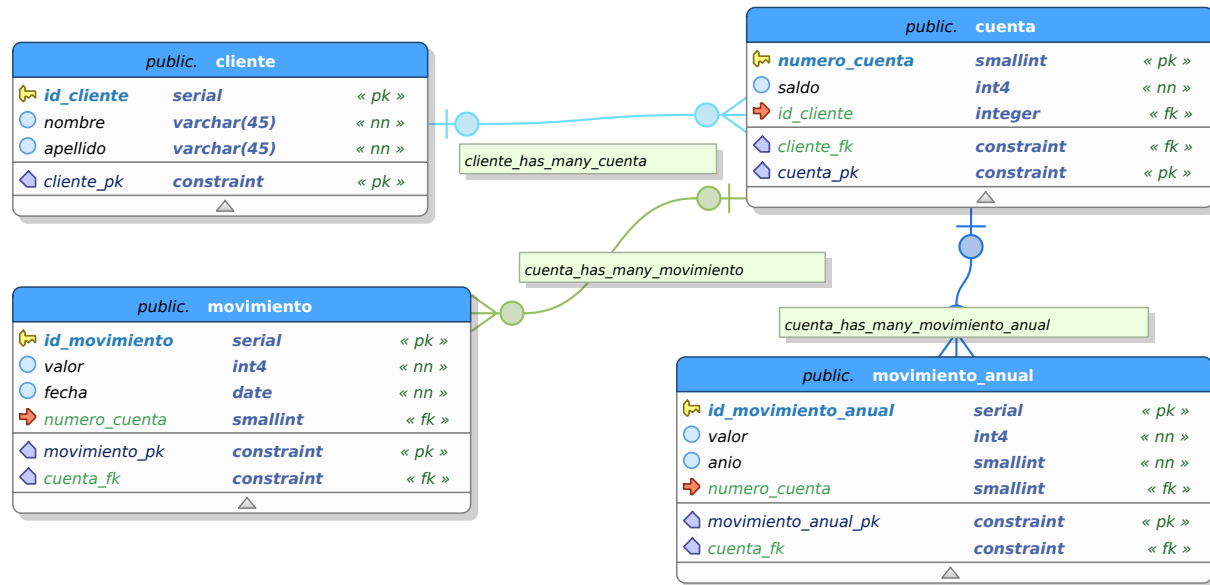 public. cliente
id_cliente serial « pk »
nombre varchar(45) « nn »
apellido varchar(45) « nn »
cliente_pk constraint « pk »
public. cuenta
numero_cuenta smallint « pk »
saldo int4 « nn »
id_cliente integer « fk »
cliente_fk constraint « fk »
cuenta_pk constraint « pk »
cliente_has_many_cuenta
cuenta_has_many_movimiento
cuenta_has_many_movimiento_anual
public. movimiento
id_movimiento serial « pk »
valor int4 « nn »
fecha date « nn »
numero_cuenta smallint « fk »
movimiento_pk constraint « pk »
cuenta_fk constraint « fk »
public. movimiento_anual
id_movimiento_anual serial « pk »
valor int4 « nn »
anio smallint « nn »
numero_cuenta smallint « fk »
movimiento_anual_pk constraint « pk »
cuenta_fk constraint « fk »